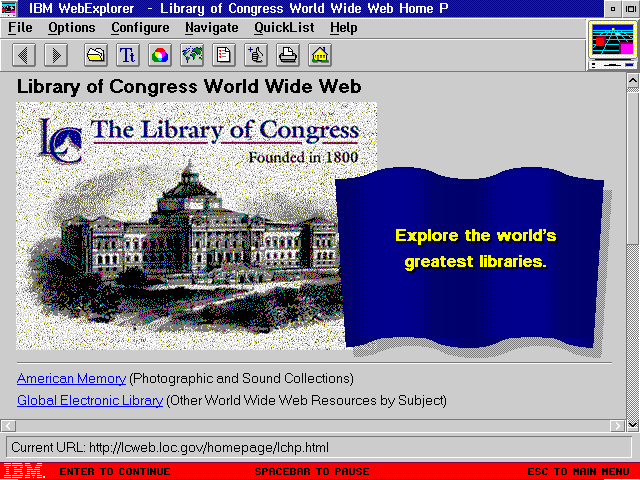 IBM WebExplorer - Library of Congress World Wide Web Home P
File Options Configure Navigate QuickList Help
Tt
Library of Congress World Wide Web
LC The Library of Congress
Founded in 1800
Explore the world's
greatest libraries.
American Memory (Photographic and Sound Collections)
Global Electronic Library (Other World Wide Web Resources by Subject)
Current URL: http://lcweb.loc.gov/homepage/lchp.html
IBM. ENTER TO CONTINUE SPACEBAR TO PAUSE ESC TO MAIN MENU